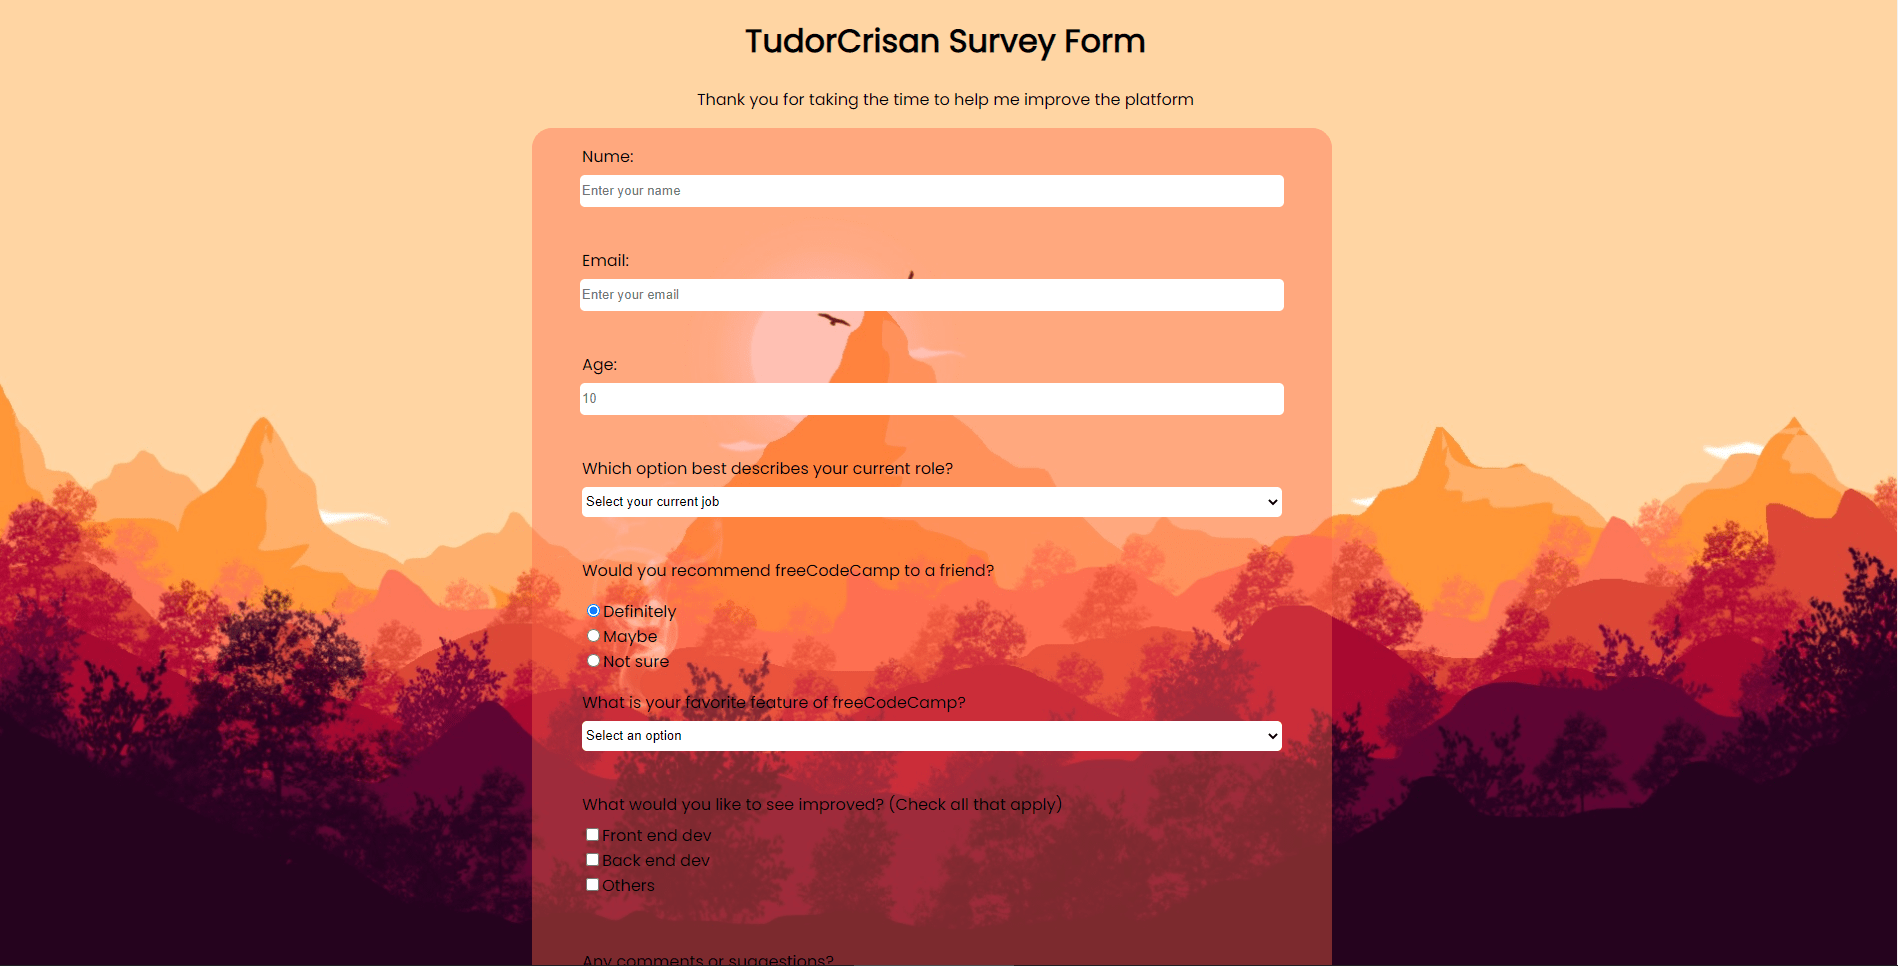 TudorCrisan Survey Form
Thank you for taking the time to help me improve the platform
Nume:
Enter your name
Email:
Enter your email
Age:
10
Which option best describes your current role?
Select your current job
Would you recommend freeCodeCamp to a friend?
Definitely
Maybe
Not sure
What is your favorite feature of freeCodeCamp?
Select an option
What would you like to see improved? (Check all that apply)
Front end dev
Back end dev
Others
Any comments or suggestions?